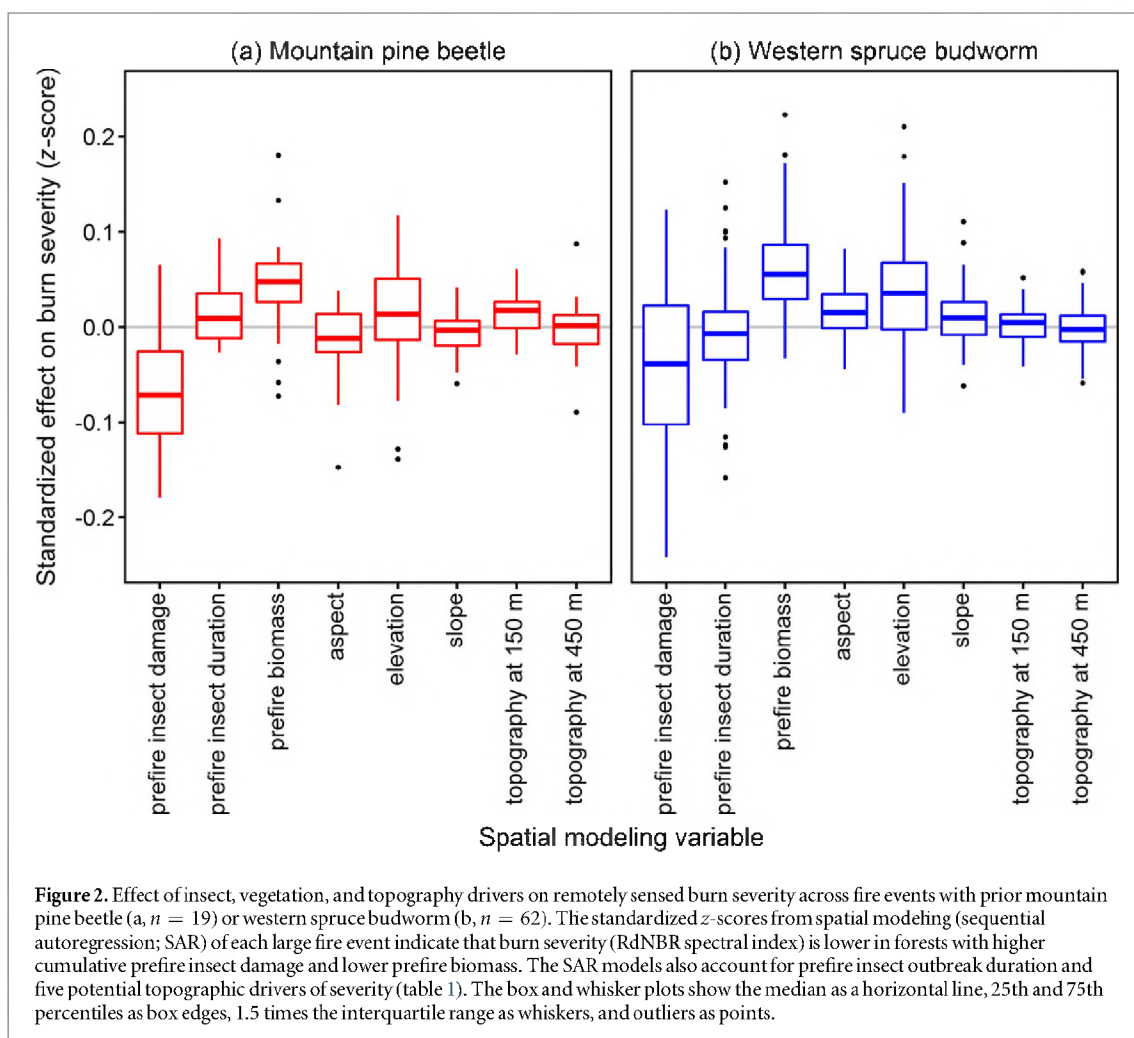 (a) Mountain pine beetle
(b) Western spruce budworm
Standardized effect on burn severity (z-score)
0.2
0.1
0.0
-0.1
-0.2
prefire insect damage
prefire insect duration
prefire biomass
aspect
elevation
slope
topography at 150 m
topography at 450 m
prefire insect damage
prefire insect duration
prefire biomass
aspect
elevation
slope
topography at 150 m
topography at 450 m
Spatial modeling variable
Figure 2. Effect of insect, vegetation, and topography drivers on remotely sensed burn severity across fire events with prior mountain
pine beetle (a, n = 19) or western spruce budworm (b, n = 62). The standardized z-scores from spatial modeling (sequential
autoregression; SAR) of each large fire event indicate that burn severity (RdNBR spectral index) is lower in forests with higher
cumulative prefire insect damage and lower prefire biomass. The SAR models also account for prefire insect outbreak duration and
five potential topographic drivers of severity (table 1). The box and whisker plots show the median as a horizontal line, 25th and 75th
percentiles as box edges, 1.5 times the interquartile range as whiskers, and outliers as points.